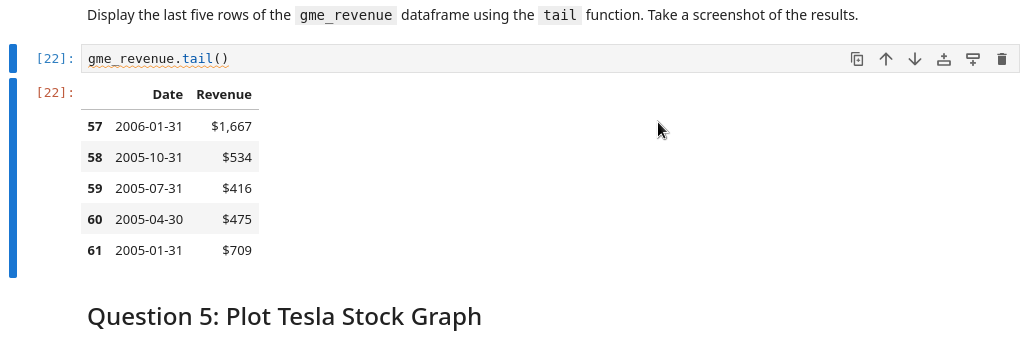 Display the last five rows of the gme_revenue dataframe using the tail function. Take a screenshot of the results.
[22]: gme_revenue.tail()
[22]: Date Revenue
57 2006-01-31 $1,667
58 2005-10-31 $534
59 2005-07-31 $416
60 2005-04-30 $475
61 2005-01-31 $709
Question 5: Plot Tesla Stock Graph